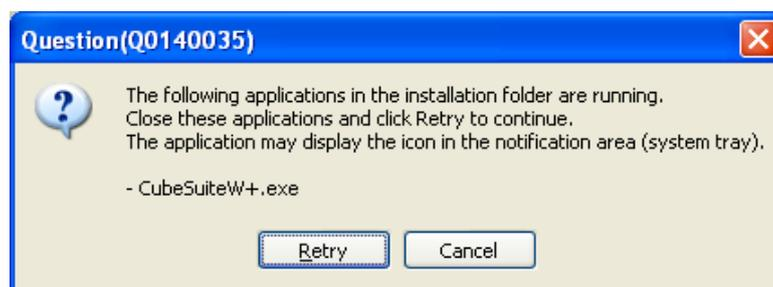 Question(Q0140035)
The following applications in the installation folder are running.
Close these applications and click Retry to continue.
The application may display the icon in the notification area (system tray).
- CubeSuiteW+.exe
Retry
Cancel